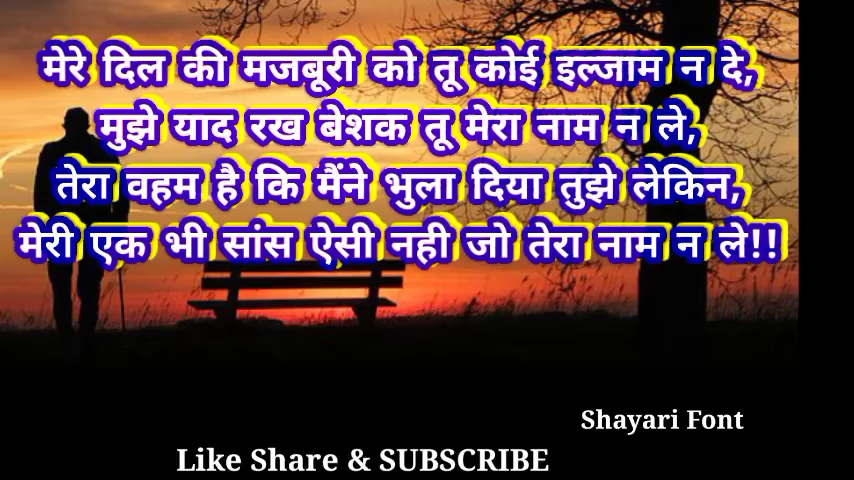 मेरे दिल की मजबूरी को तू कोई इल्जाम न दे,
मुझे याद रख बेशक तू मेरा नाम न ले,
तेरा वहम है कि मैंने भुला दिया तुझे लेकिन,
मेरी एक भी सांस ऐसी नही जो तेरा नाम न ले!!
Shayari Font
Like Share & SUBSCRIBE